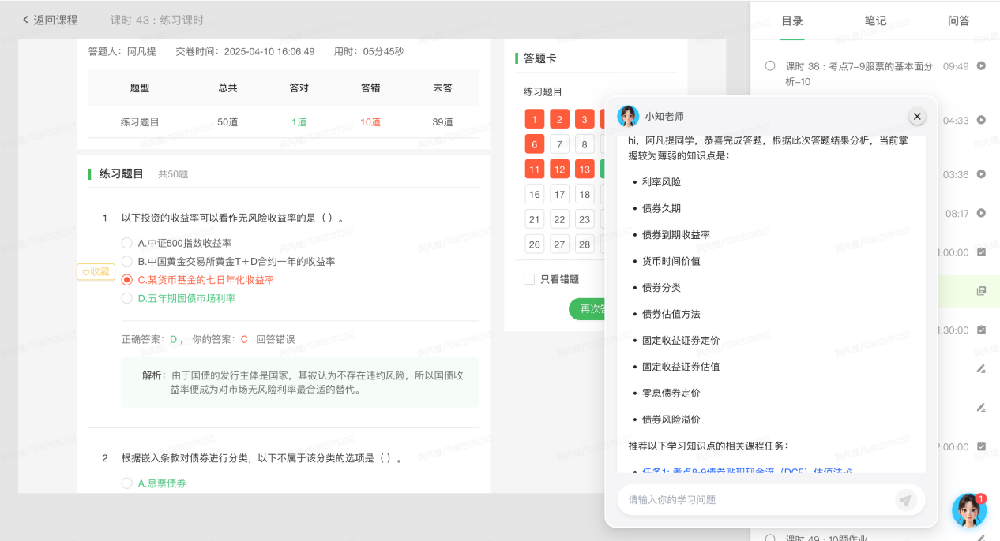 返回课程
课时 43：练习课时
答题人：阿凡提 交卷时间：2025-04-10 16:06:49 用时：05分45秒
题型 总共 答对 答错 未答
练习题目 50道 1道 10道 39道
练习题目 共50题
1 以下投资的收益率可以看作无风险收益率的是（ ）。
A.中证500指数收益率
B.中国黄金交易所黄金T＋D合约一年的收益率
收藏
C.某货币基金的七日年化收益率
D.五年期国债市场利率
正确答案：D ， 你的答案：C 回答错误
解析：由于国债的发行主体是国家，其被认为不存在违约风险，所以国债收
益率便成为对市场无风险利率最合适的替代。
2 根据嵌入条款对债券进行分类，以下不属于该分类的选项是（ ）。
A.息票债券
答题卡
练习题目
1 2 3
6 7 8
11 12 13
16 17 18
21 22 23
26 27 28
只看错题
再次答
小知老师
hi，阿凡提同学，恭喜完成答题，根据此次答题结果分析，当前掌
握较为薄弱的知识点是：
• 利率风险
• 债券久期
• 债券到期收益率
• 货币时间价值
• 债券分类
• 债券估值方法
• 固定收益证券定价
• 固定收益证券估值
• 零息债券定价
• 债券风险溢价
推荐以下学习知识点的相关课程任务：
• 任务1: 考点8-9债券贴现现金流（DCF）估值法-6
请输入你的学习问题
目录 笔记 问答
课时 38：考点7-9股票的基本面分
析-10
09:49
04:33
03:36
08:17
1:00:00
1:30:00
2:00:00
1
课时 49：10题作业
阿凡提/13912131032